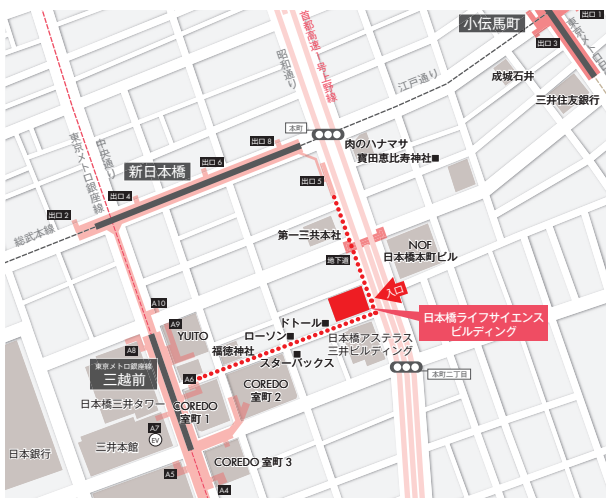 小伝馬町
出口 1
出口 3
東京メトロ日
成城石井
三井住友銀行
首都高速一号上野線
昭和通り
江戸通り
本町
肉のハナマサ
寶田恵比寿神社
出口 8
出口 6
新日本橋
出口 4
出口 2
出口 5
東京メトロ銀座線
中央通り
総武本線
第一三共本社
地下道
NOF
日本橋本町ビル
入口
日本橋ライフサイエンス
ビルディング
A10
A9
YUITO
A8
ドトール
ローソン
福徳神社
スターバックス
日本橋アステラス
三井ビルディング
東京メトロ銀座線
三越前
A6
本町二丁目
COREDO
室町 2
日本橋三井タワー
COREDO
室町 1
A7
EV
三井本館
日本銀行
COREDO 室町 3
A5
A4